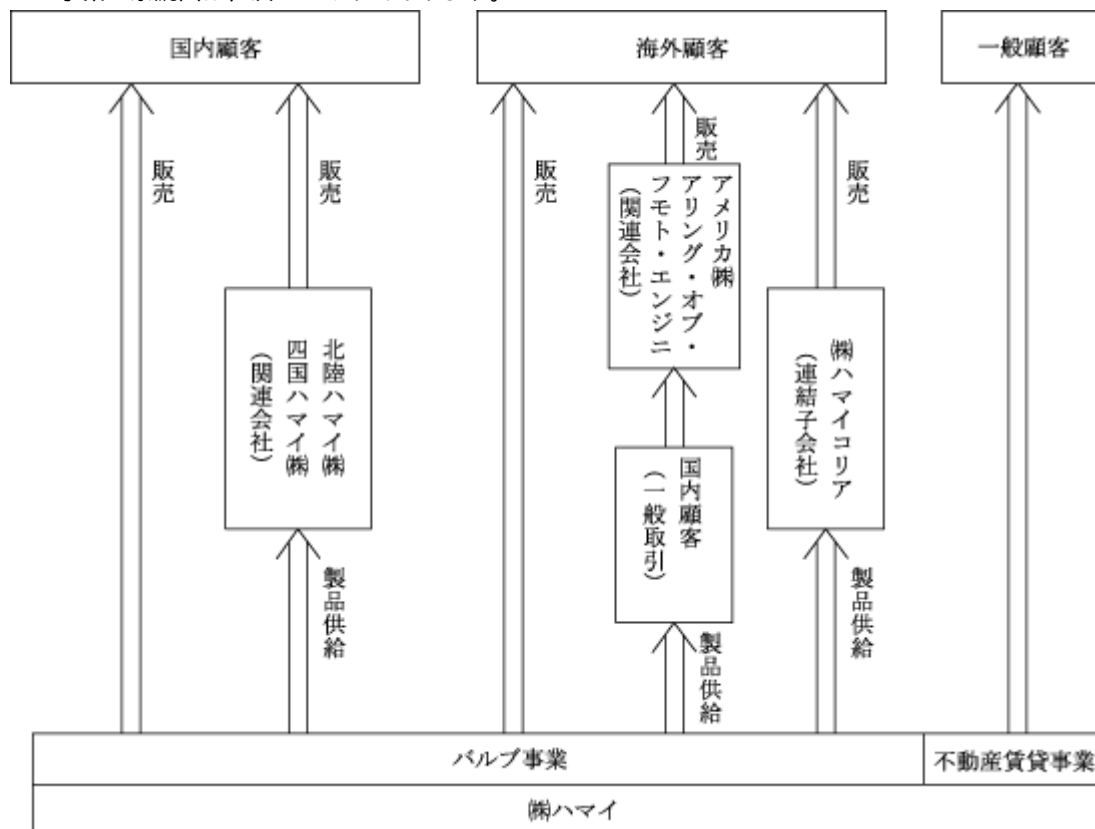 国内顧客
海外顧客
一般顧客
販売
販売
販売
販売
販売
アメリカ㈱
アリング・オブ・
フモト・エンジニ
(関連会社)
北陸ハマイ㈱
四国ハマイ㈱
(関連会社)
㈱ハマイコリア
(連結子会社)
国内顧客
(一般取引)
製品供給
製品供給
製品供給
バルブ事業
不動産賃貸事業
㈱ハマイ